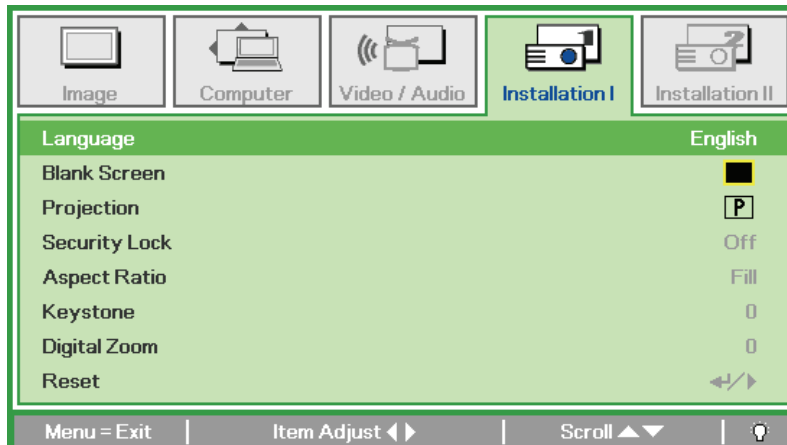 Image Computer Video / Audio Installation I Installation II
Language English
Blank Screen
Projection P
Security Lock Off
Aspect Ratio Fill
Keystone 0
Digital Zoom 0
Reset
Menu = Exit Item Adjust Scroll